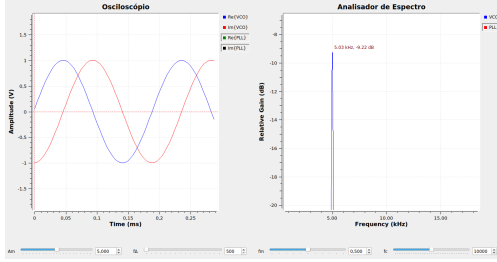 Osciloscópio
Re{VCO}
Im{VCO}
Re{PLL}
Im{PLL}
Amplitude (V)
1.5
1
0.5
0
-0.5
-1
-1.5
0
0.05
0.1
0.15
0.2
0.25
Time (ms)
Analisador de Espectro
VCO
PLL
5.03 kHz, -9.22 dB
Relative Gain (dB)
-8
-10
-12
-14
-16
-18
-20
5.00
10.00
15.00
Frequency (kHz)
Am
5,000
500
fm
0,500
fc
10000